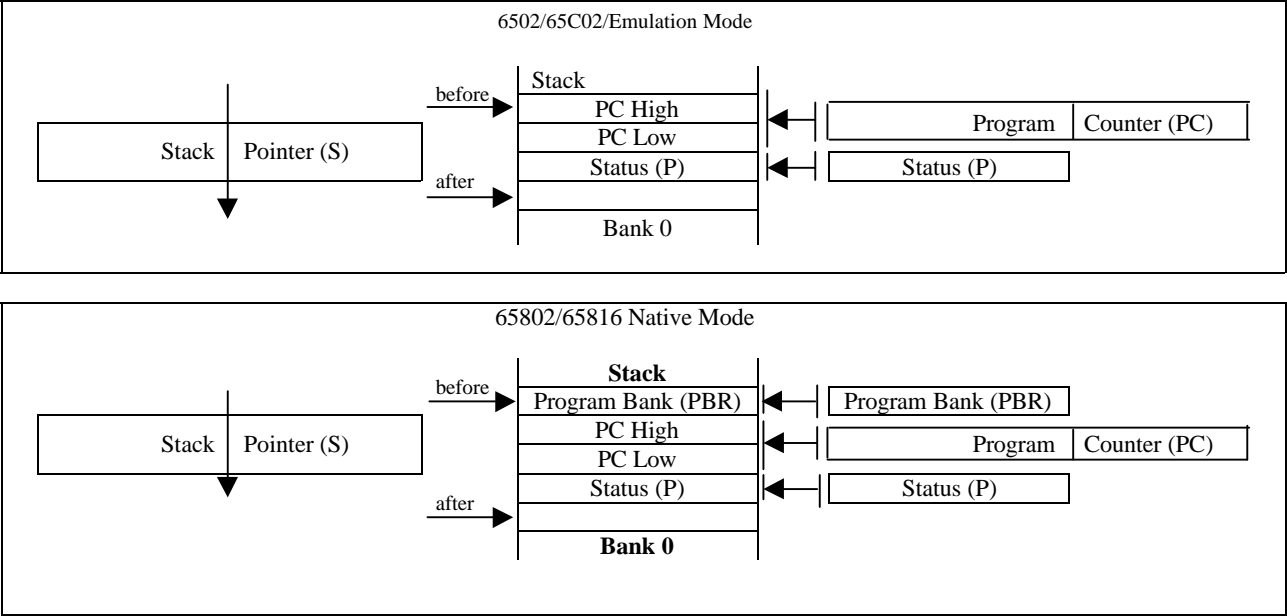 6502/65C02/Emulation Mode
Stack
before
PC High
Program Counter (PC)
PC Low
Stack Pointer (S)
Status (P)
Status (P)
after
Bank 0
65802/65816 Native Mode
Stack
before
Program Bank (PBR)
Program Bank (PBR)
Stack Pointer (S)
PC High
Program Counter (PC)
PC Low
Status (P)
Status (P)
after
Bank 0